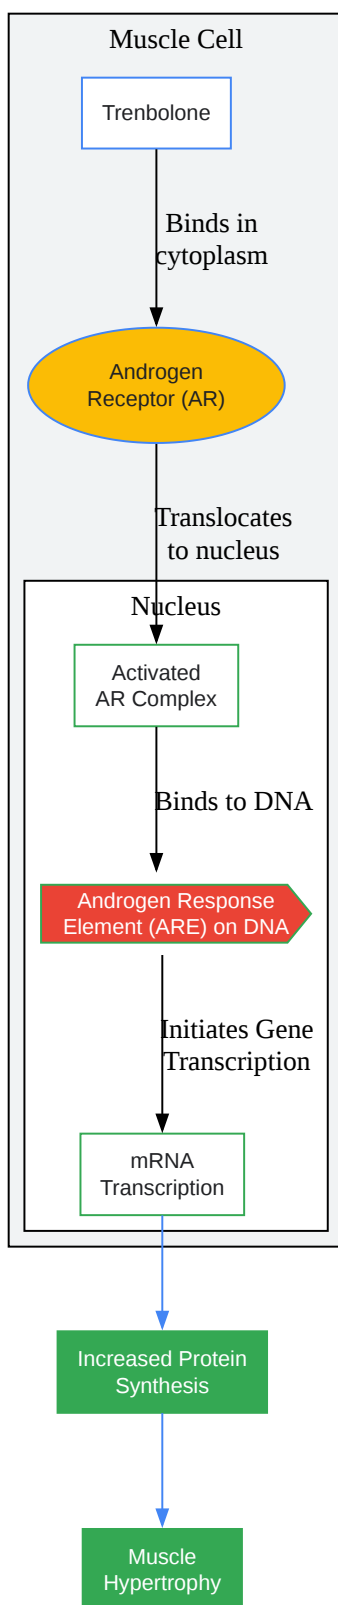 Muscle Cell
Trenbolone
Binds in
cytoplasm
Androgen
Receptor (AR)
Translocates
to nucleus
Nucleus
Activated
AR Complex
Binds to DNA
Androgen Response
Element (ARE) on DNA
Initiates Gene
Transcription
mRNA
Transcription
Increased Protein
Synthesis
Muscle
Hypertrophy